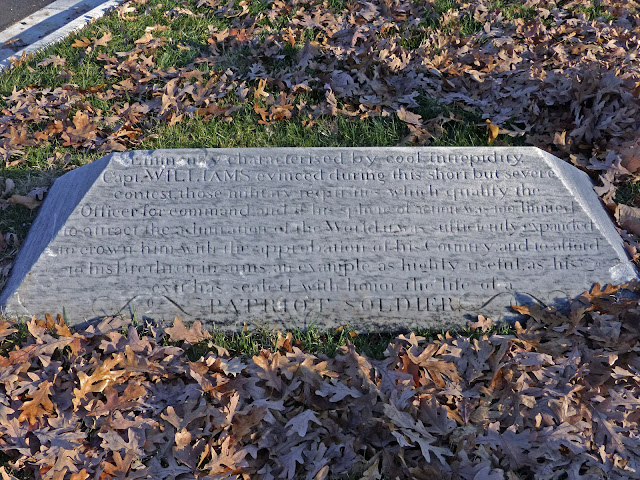 Eminently characterised by cool intrepidity
Capt. WILLIAMS evinced during this short but severe
contest, those military requisites which qualify the
Officer for command, and if his sphere of action was too limited
to attract the admiration of the World, it was sufficiently expanded
to crown him with the approbation of his Country, and to afford
to his brethren in arms an example as highly useful, as his
exit has sealed with honor the life of a
PATRIOT SOLDIER